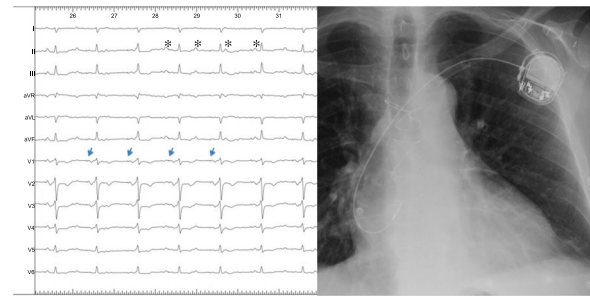 26 27 28 29 30 31
I
* * * *
II
III
aVR
aVL
aVF
V1
V2
V3
V4
V5
V6